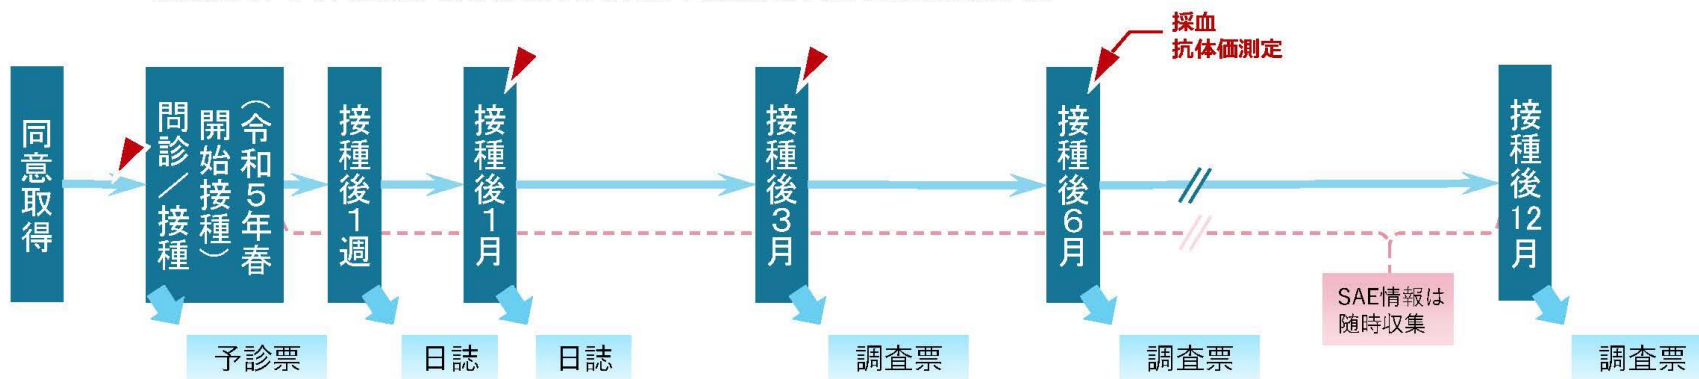 採血
抗体価測定
同意取得
(令和5年春
開始接種)
問診/接種
接種後1週
接種後1月
接種後3月
接種後6月
接種後12月
SAE情報は
随時収集
予診票
日誌
日誌
調査票
調査票
調査票